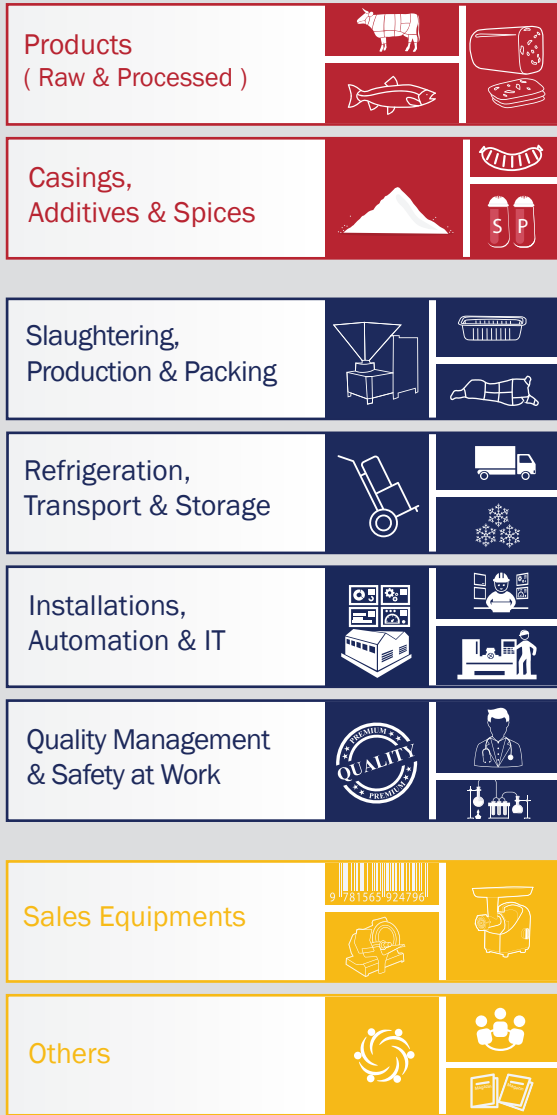 Products
( Raw & Processed )
Casings,
Additives & Spices
S P
Slaughtering,
Production & Packing
Refrigeration,
Transport & Storage
Installations,
Automation & IT
Quality Management
& Safety at Work
PREMIUM
QUALITY
PREMIUM
Sales Equipments
9 781565 924796
Others